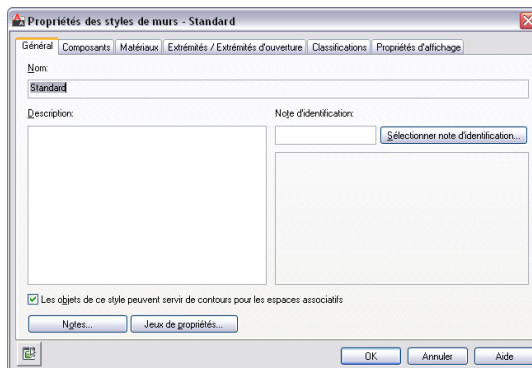 Propriétés des styles de murs - Standard
Général Composants Matériaux Extrémités / Extrémités d'ouverture Classifications Propriétés d'affichage
Nom:
Standard
Description: Note d'identification:
Sélectionner note d'identification...
Les objets de ce style peuvent servir de contours pour les espaces associatifs
Notes... Jeux de propriétés...
OK Annuler Aide